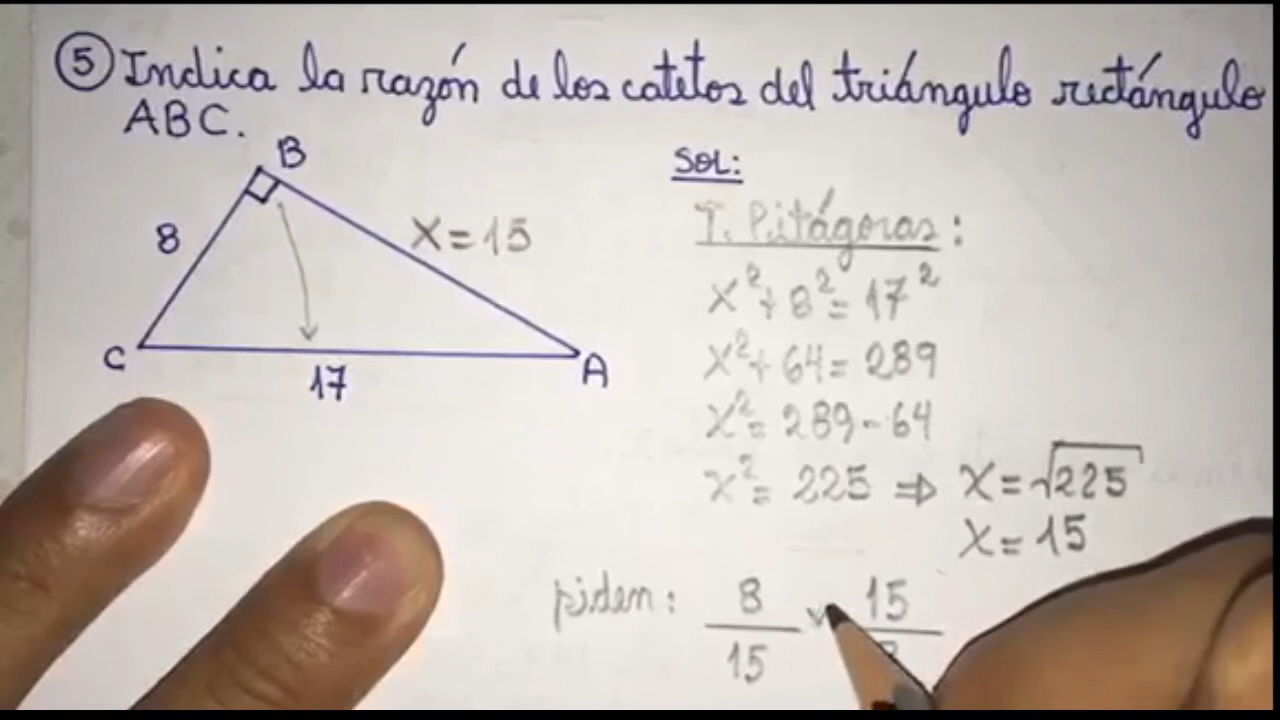 ⑤ Indica la razón de los catetos del triángulo rectángulo
ABC.
B
8
X = 15
C
17
A
SOL:
T. Pitágoras:
x² + 8² = 17²
x² + 64 = 289
x² = 289 - 64
x² = 225 ⇒ X = √225
X = 15
piden: 8/15 v 15/